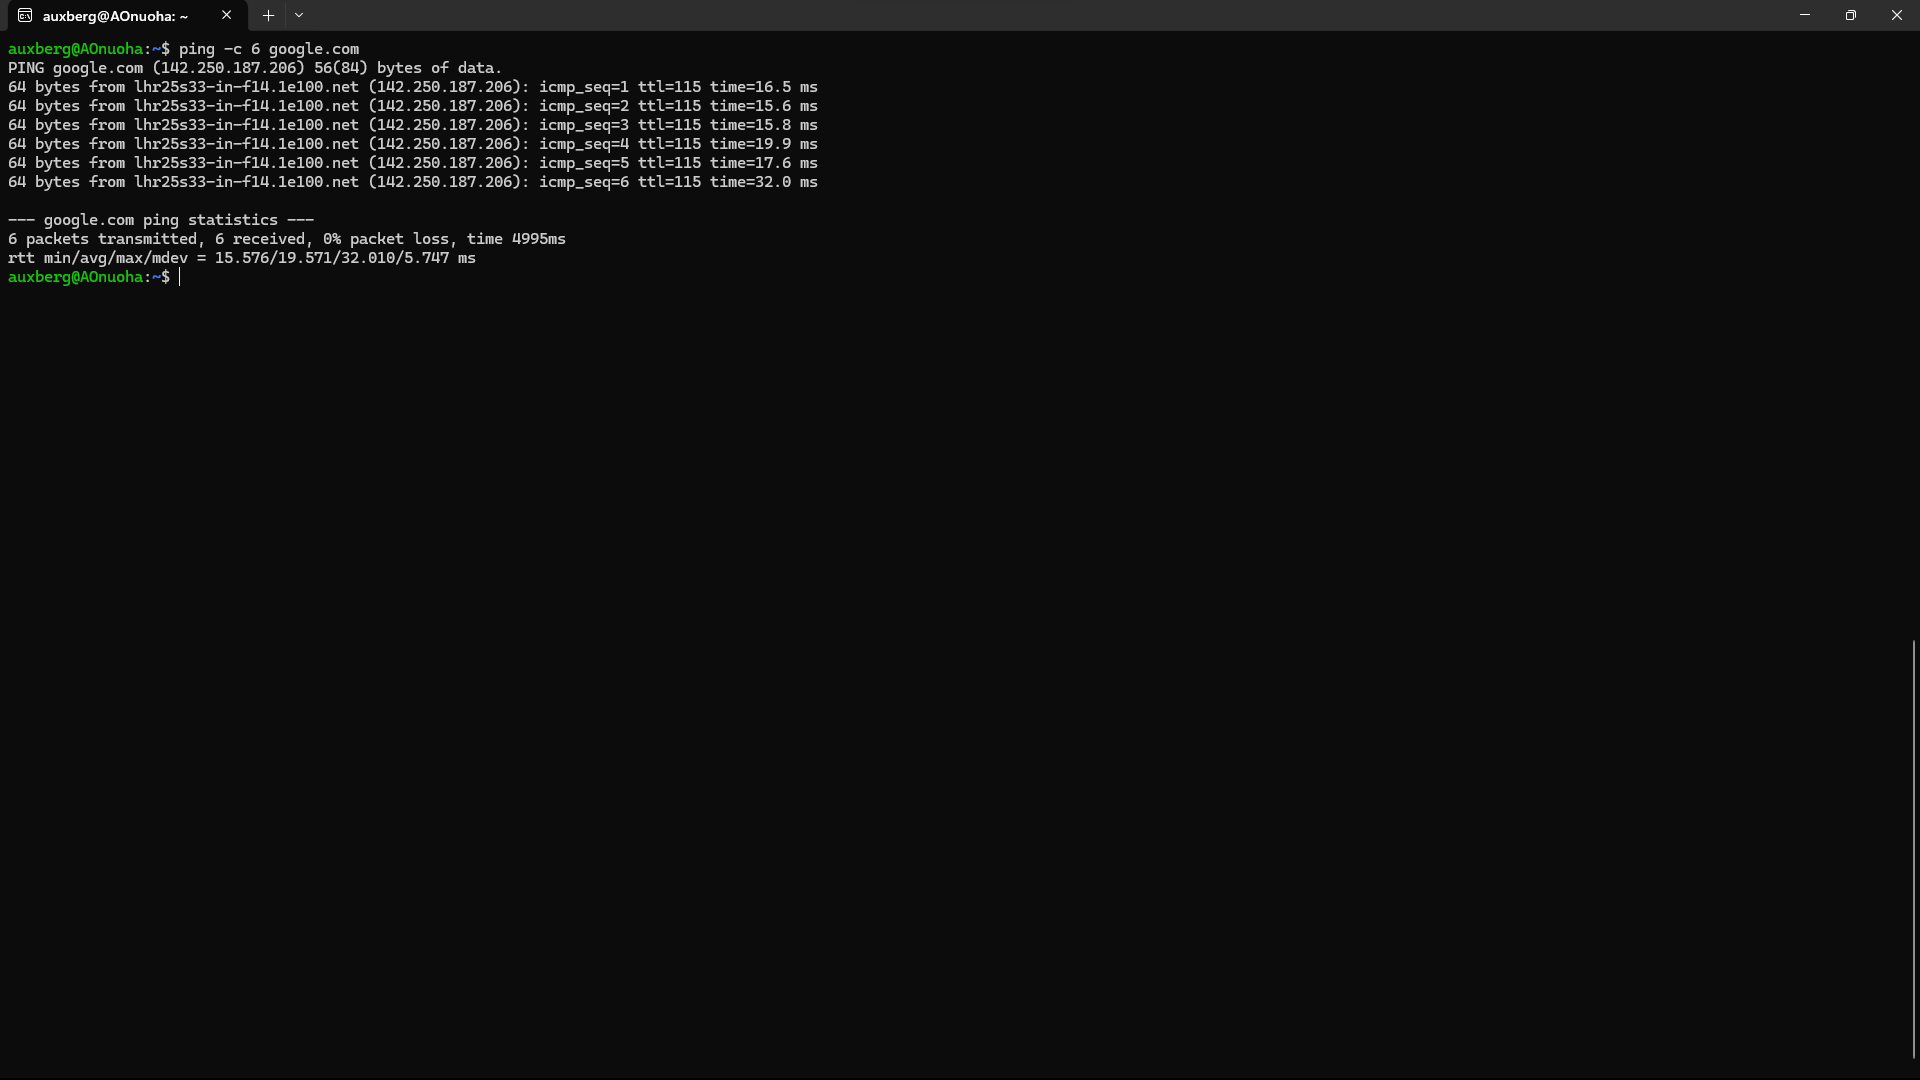 auxberg@AOnuoha: ~
auxberg@AOnuoha:~$ ping -c 6 google.com
PING google.com (142.250.187.206) 56(84) bytes of data.
64 bytes from lhr25s33-in-f14.1e100.net (142.250.187.206): icmp_seq=1 ttl=115 time=16.5 ms
64 bytes from lhr25s33-in-f14.1e100.net (142.250.187.206): icmp_seq=2 ttl=115 time=15.6 ms
64 bytes from lhr25s33-in-f14.1e100.net (142.250.187.206): icmp_seq=3 ttl=115 time=15.8 ms
64 bytes from lhr25s33-in-f14.1e100.net (142.250.187.206): icmp_seq=4 ttl=115 time=19.9 ms
64 bytes from lhr25s33-in-f14.1e100.net (142.250.187.206): icmp_seq=5 ttl=115 time=17.6 ms
64 bytes from lhr25s33-in-f14.1e100.net (142.250.187.206): icmp_seq=6 ttl=115 time=32.0 ms

--- google.com ping statistics ---
6 packets transmitted, 6 received, 0% packet loss, time 4995ms
rtt min/avg/max/mdev = 15.576/19.571/32.010/5.747 ms
auxberg@AOnuoha:~$